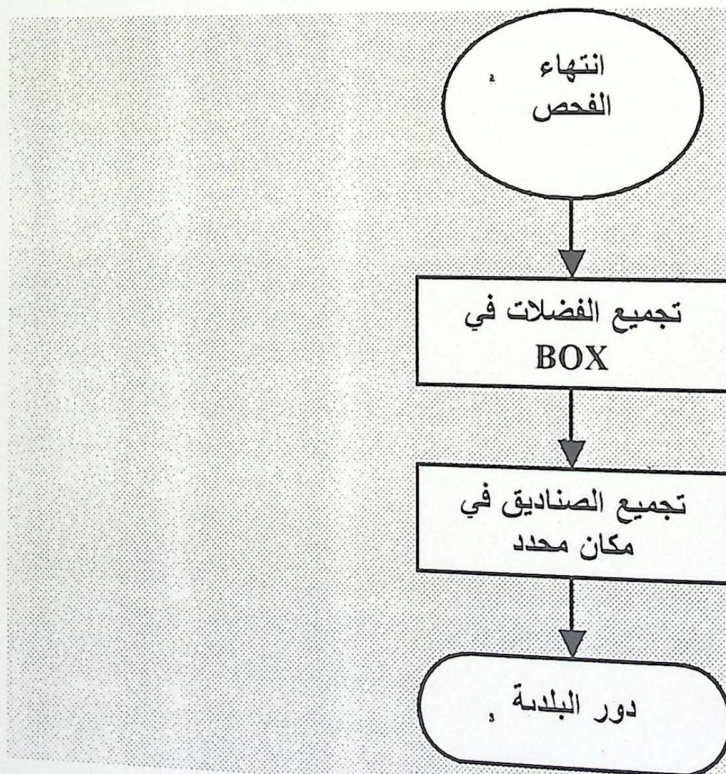 انتهاء
الفحص
تجميع الفضلات في
BOX
تجميع الصناديق في
مكان محدد
دور البلدية